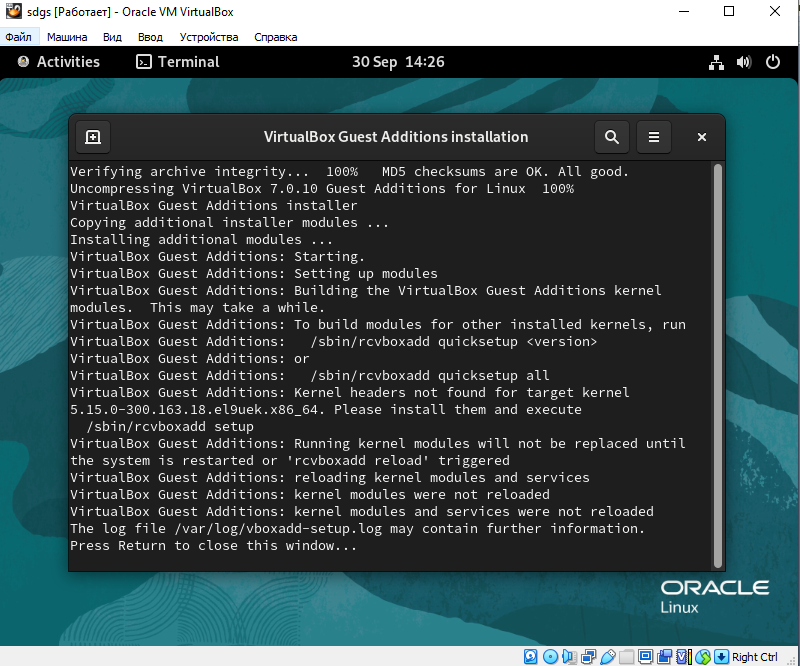 sdgs [Работает] - Oracle VM VirtualBox
Файл Машина Вид Ввод Устройства Справка
Activities Terminal 30 Sep 14:26
VirtualBox Guest Additions installation
Verifying archive integrity...  100%   MD5 checksums are OK. All good.
Uncompressing VirtualBox 7.0.10 Guest Additions for Linux  100%
VirtualBox Guest Additions installer
Copying additional installer modules ...
Installing additional modules ...
VirtualBox Guest Additions: Starting.
VirtualBox Guest Additions: Setting up modules
VirtualBox Guest Additions: Building the VirtualBox Guest Additions kernel
modules.  This may take a while.
VirtualBox Guest Additions: To build modules for other installed kernels, run
VirtualBox Guest Additions:   /sbin/rcvboxadd quicksetup <version>
VirtualBox Guest Additions: or
VirtualBox Guest Additions:   /sbin/rcvboxadd quicksetup all
VirtualBox Guest Additions: Kernel headers not found for target kernel
5.15.0-300.163.18.el9uek.x86_64. Please install them and execute
  /sbin/rcvboxadd setup
VirtualBox Guest Additions: Running kernel modules will not be replaced until
the system is restarted or 'rcvboxadd reload' triggered
VirtualBox Guest Additions: reloading kernel modules and services
VirtualBox Guest Additions: kernel modules were not reloaded
VirtualBox Guest Additions: kernel modules and services were not reloaded
The log file /var/log/vboxadd-setup.log may contain further information.
Press Return to close this window...
ORACLE
Linux
Right Ctrl